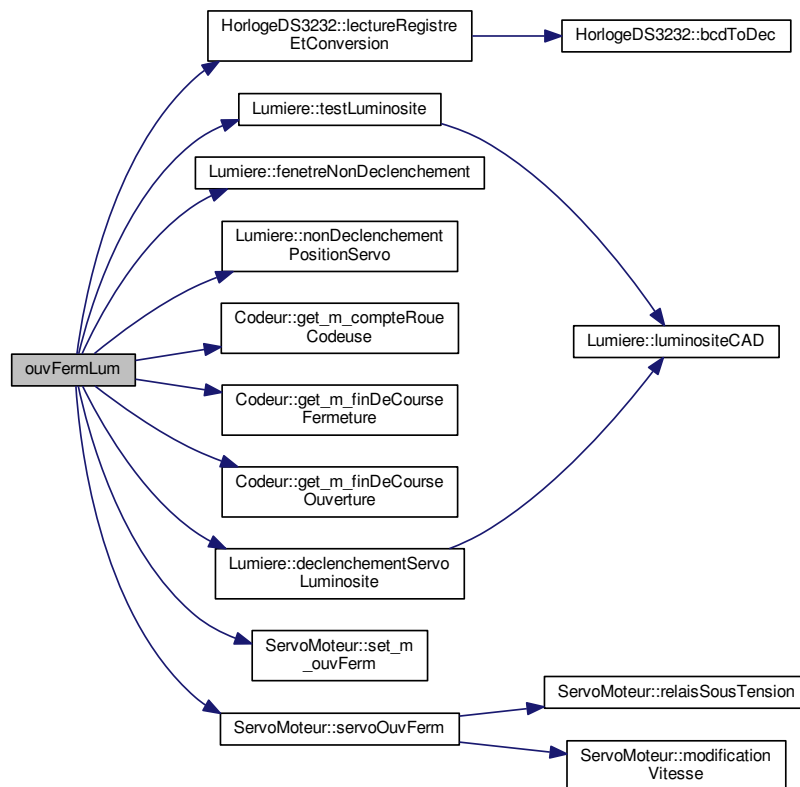 HorlogeDS3232::lectureRegistre
EtConversion
HorlogeDS3232::bcdToDec
Lumiere::testLuminosite
Lumiere::fenetreNonDeclenchement
Lumiere::nonDeclenchement
PositionServo
Codeur::get_m_compteRoue
Codeuse
Lumiere::luminositeCAD
ouvFermLum
Codeur::get_m_finDeCourse
Fermeture
Codeur::get_m_finDeCourse
Ouverture
Lumiere::declenchementServo
Luminosite
ServoMoteur::set_m
_ouvFerm
ServoMoteur::relaisSousTension
ServoMoteur::servoOuvFerm
ServoMoteur::modification
Vitesse